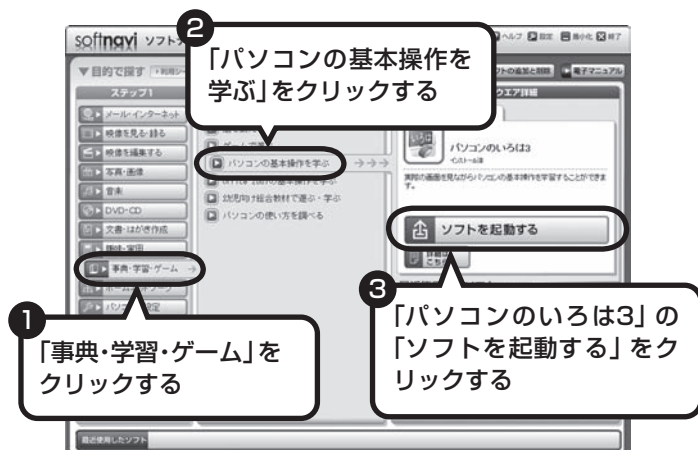 softnavi ソフトナ
ヘルプ 設定 最小化 終了
▼目的で探す
ソフトの追加と削除 電子マニュアル
ステップ1
ウエア詳細
メール・インターネット
映像を見る・録る
映像を編集する
写真・画像
音楽
DVD・CD
文書・はがき作成
趣味・実用
事典・学習・ゲーム
パソコンの基本操作を学ぶ
幼児向け総合教材で遊ぶ・学ぶ
パソコンの使い方を調べる
パソコンのいろは3
インストール済
実際の画面を見ながらパソコンの基本操作を学習することができます。
ソフトを起動する
最近使用したソフト
1
「事典・学習・ゲーム」を
クリックする
2
「パソコンの基本操作を
学ぶ」をクリックする
3
「パソコンのいろは3」の
「ソフトを起動する」をク
リックする